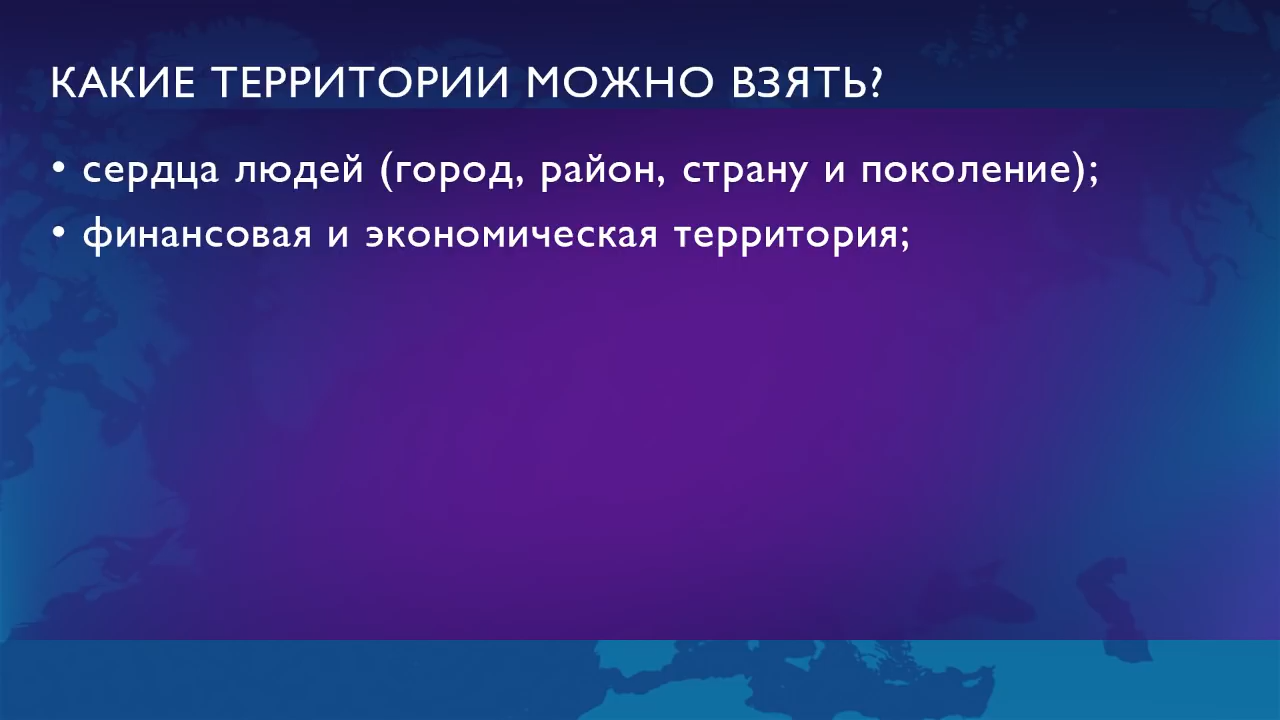 КАКИЕ ТЕРРИТОРИИ МОЖНО ВЗЯТЬ?
• сердца людей (город, район, страну и поколение);
• финансовая и экономическая территория;